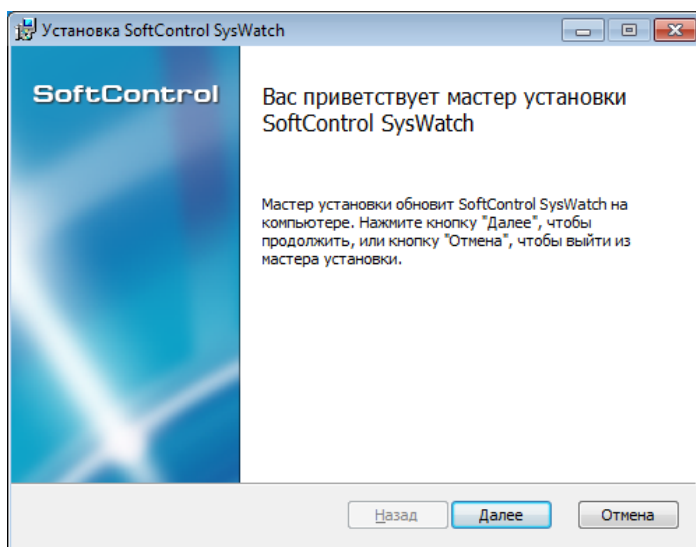 Установка SoftControl SysWatch
SoftControl
Вас приветствует мастер установки
SoftControl SysWatch
Мастер установки обновит SoftControl SysWatch на
компьютере. Нажмите кнопку "Далее", чтобы
продолжить, или кнопку "Отмена", чтобы выйти из
мастера установки.
Назад
Далее
Отмена